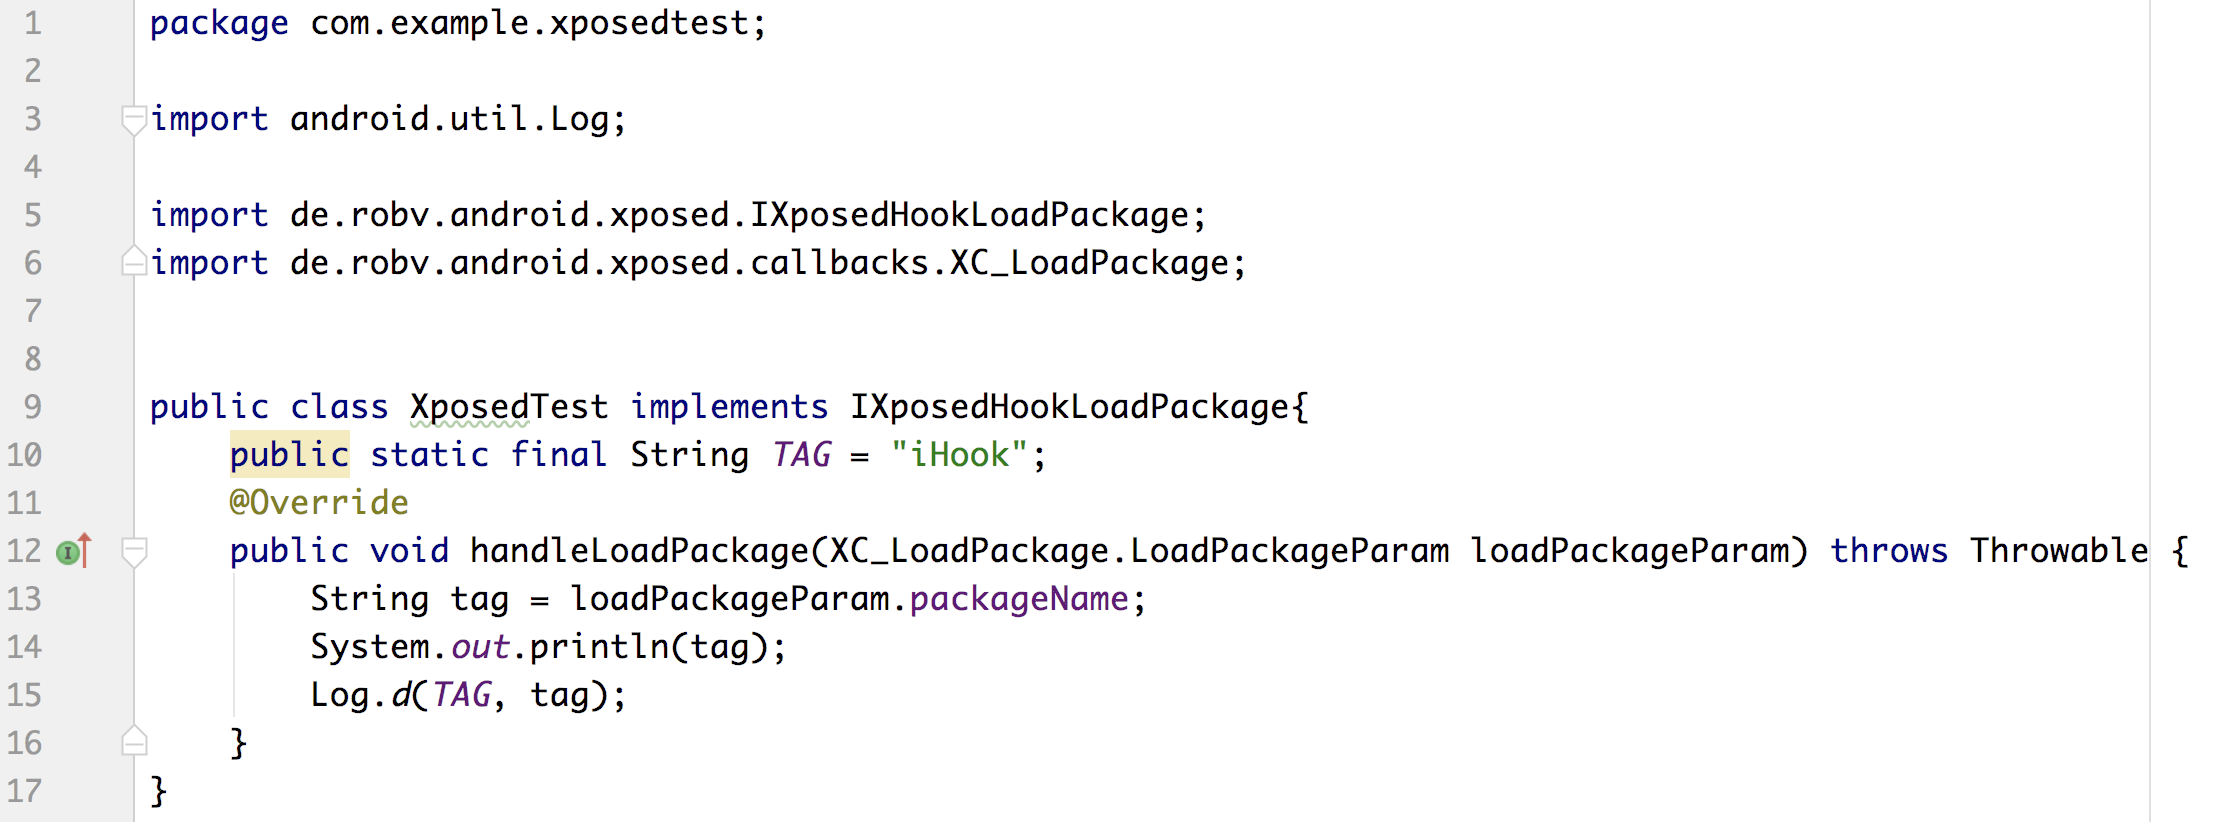 1 package com.example.xposedtest;
2
3 import android.util.Log;
4
5 import de.robv.android.xposed.IXposedHookLoadPackage;
6 import de.robv.android.xposed.callbacks.XC_LoadPackage;
7
8
9 public class XposedTest implements IXposedHookLoadPackage{
10     public static final String TAG = "iHook";
11     @Override
12     public void handleLoadPackage(XC_LoadPackage.LoadPackageParam loadPackageParam) throws Throwable {
13         String tag = loadPackageParam.packageName;
14         System.out.println(tag);
15         Log.d(TAG, tag);
16     }
17 }